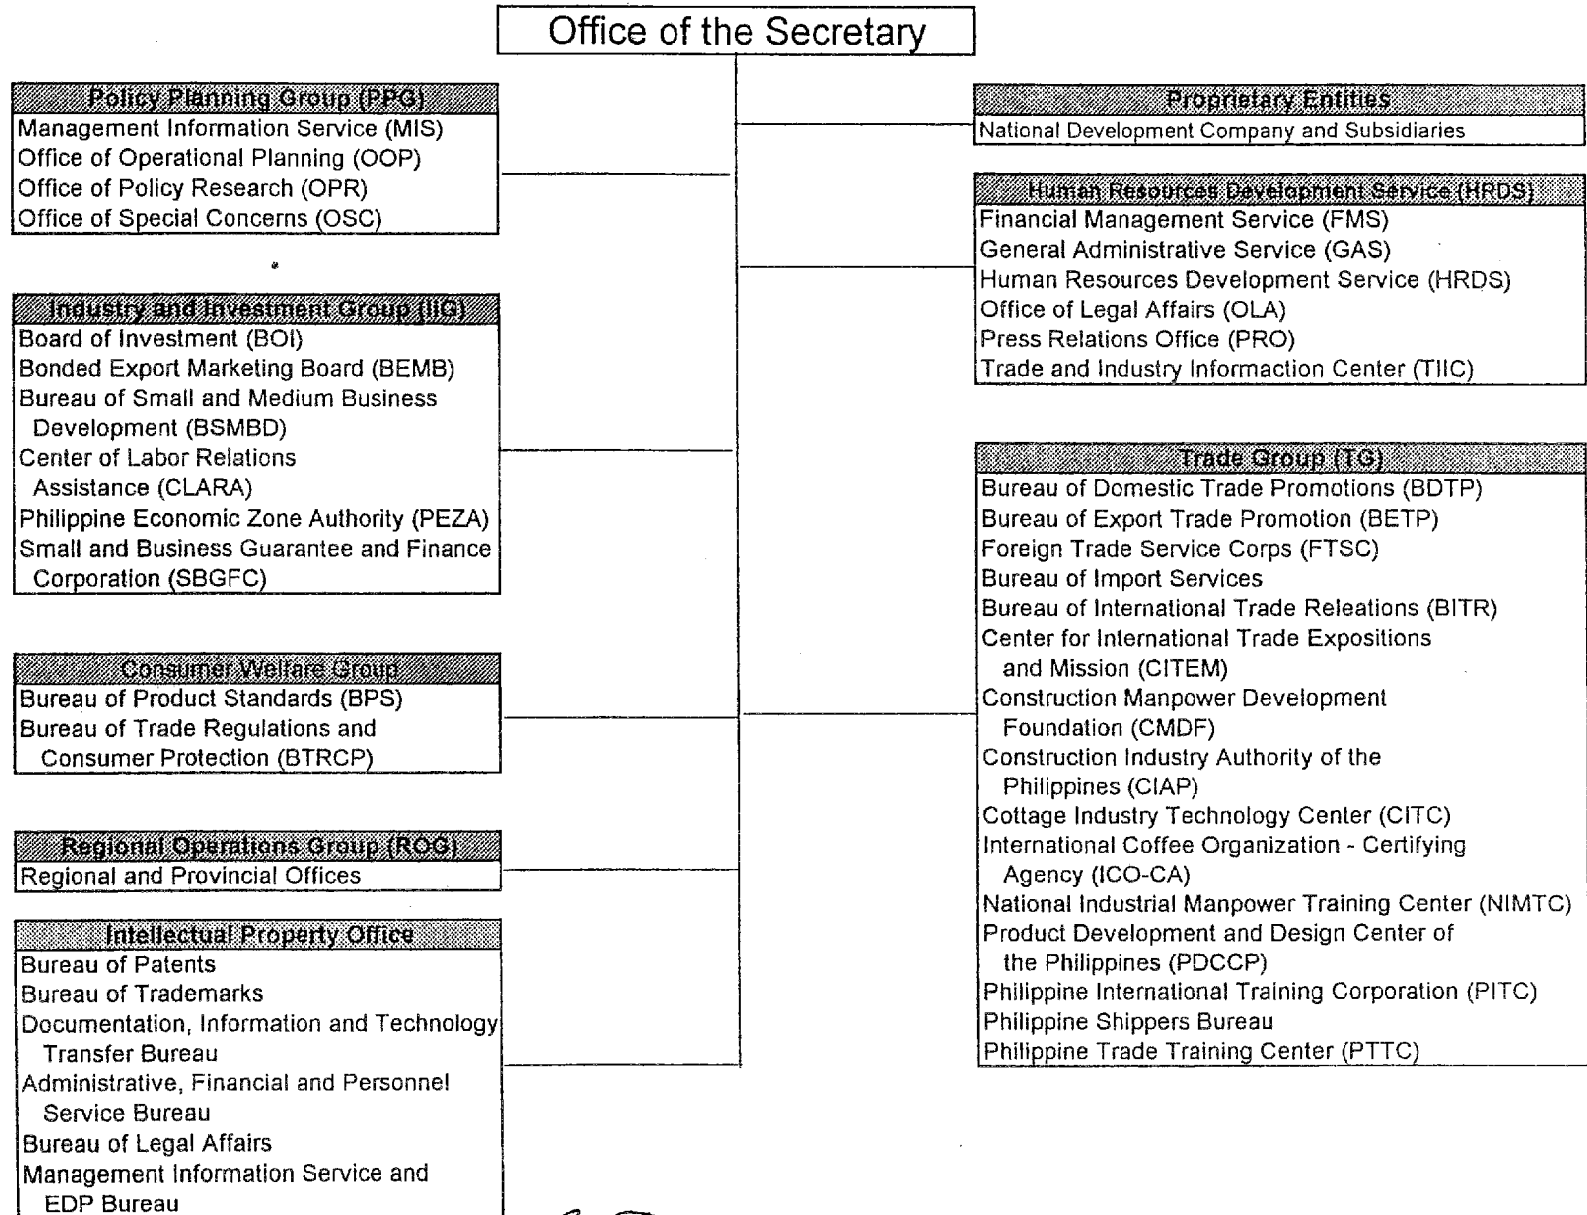 Office of the Secretary
Policy Planning Group (PPG)
Management Information Service (MIS)
Office of Operational Planning (OOP)
Office of Policy Research (OPR)
Office of Special Concerns (OSC)
Industry and Investment Group (IIG)
Board of Investment (BOI)
Bonded Export Marketing Board (BEMB)
Bureau of Small and Medium Business
Development (BSMBD)
Center of Labor Relations
Assistance (CLARA)
Philippine Economic Zone Authority (PEZA)
Small and Business Guarantee and Finance
Corporation (SBGFC)
Consumer Welfare Group
Bureau of Product Standards (BPS)
Bureau of Trade Regulations and
Consumer Protection (BTRCP)
Regional Operations Group (ROG)
Regional and Provincial Offices
Intellectual Property Office
Bureau of Patents
Bureau of Trademarks
Documentation, Information and Technology
Transfer Bureau
Administrative, Financial and Personnel
Service Bureau
Bureau of Legal Affairs
Management Information Service and
EDP Bureau
Proprietary Entities
National Development Company and Subsidiaries
Human Resources Development Service (HRDS)
Financial Management Service (FMS)
General Administrative Service (GAS)
Human Resources Development Service (HRDS)
Office of Legal Affairs (OLA)
Press Relations Office (PRO)
Trade and Industry Informaction Center (TIIC)
Trade Group (TG)
Bureau of Domestic Trade Promotions (BDTP)
Bureau of Export Trade Promotion (BETP)
Foreign Trade Service Corps (FTSC)
Bureau of Import Services
Bureau of International Trade Releations (BITR)
Center for International Trade Expositions
and Mission (CITEM)
Construction Manpower Development
Foundation (CMDF)
Construction Industry Authority of the
Philippines (CIAP)
Cottage Industry Technology Center (CITC)
International Coffee Organization - Certifying
Agency (ICO-CA)
National Industrial Manpower Training Center (NIMTC)
Product Development and Design Center of
the Philippines (PDCCP)
Philippine International Training Corporation (PITC)
Philippine Shippers Bureau
Philippine Trade Training Center (PTTC)